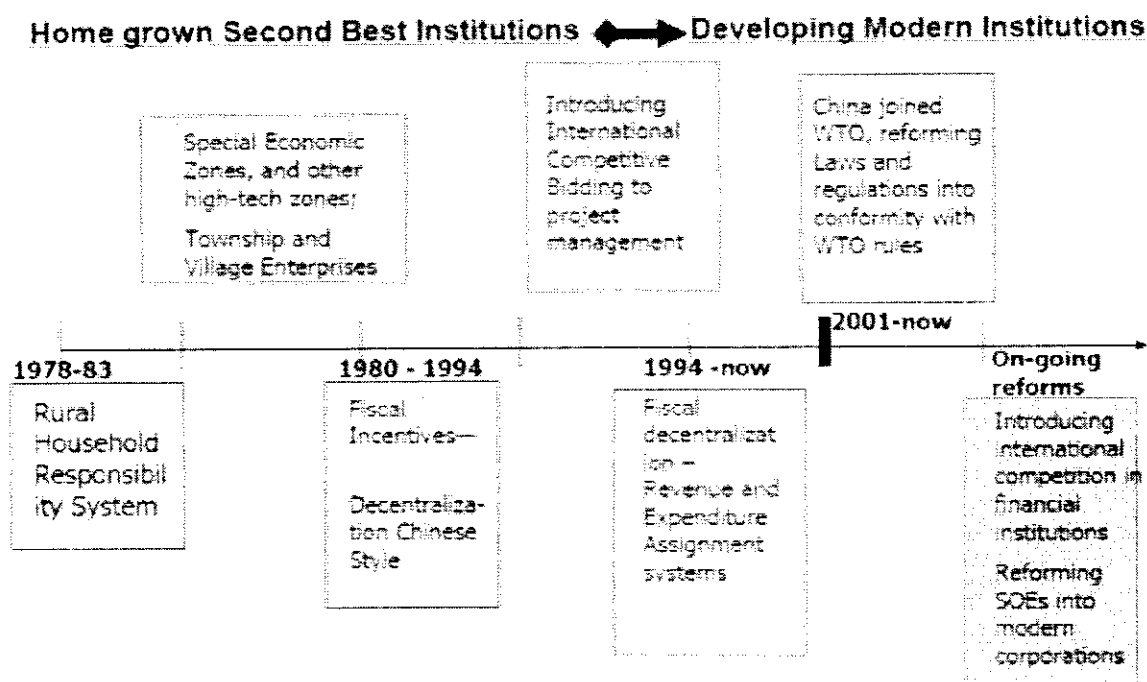 Home grown Second Best Institutions
Developing Modern Institutions
Special Economic
Zones, and other
high-tech zones;
Township and
Village Enterprises
Introducing
International
Competitive
Bidding to
project
management
China joined
WTO, reforming
Laws and
regulations into
conformity with
WTO rules
2001-now
1978-83
Rural
Household
Responsibil
ity System
1980 - 1994
Fiscal
Incentives—
Decentraliza-
tion Chinese
Style
1994 -now
Fiscal
decentralizat
ion –
Revenue and
Expenditure
Assignment
systems
On-going
reforms
Introducing
international
competition in
financial
institutions
Reforming
SOEs into
modern
corporations